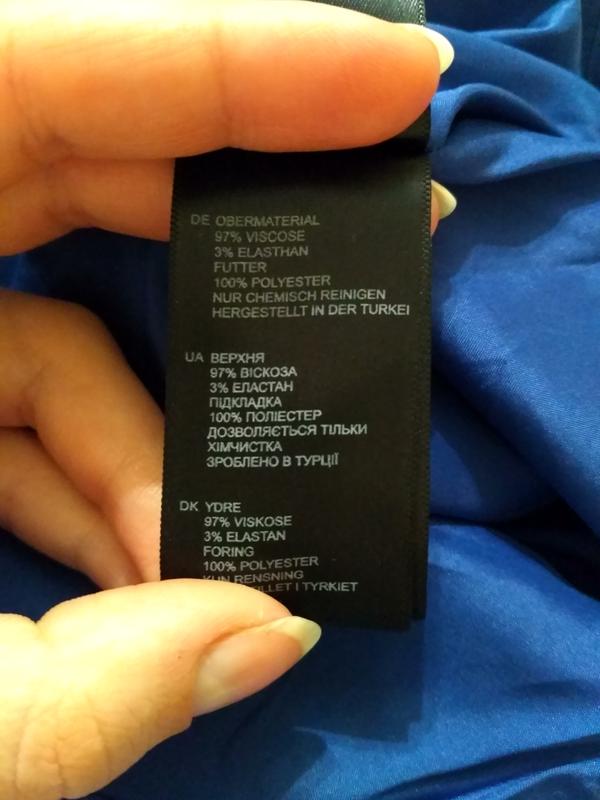 DE OBERMATERIAL
97% VISCOSE
3% ELASTHAN
FUTTER
100% POLYESTER
NUR CHEMISCH REINIGEN
HERGESTELLT IN DER TURKEI
UA ВЕРХНЯ
97% ВІСКОЗА
3% ЕЛАСТАН
ПІДКЛАДКА
100% ПОЛІЕСТЕР
ДОЗВОЛЯЄТЬСЯ ТІЛЬКИ
ХІМЧИСТКА
ЗРОБЛЕНО В ТУРЦІЇ
DK YDRE
97% VISKOSE
3% ELASTAN
FORING
100% POLYESTER
KUN RENSNING
I TYRKIET